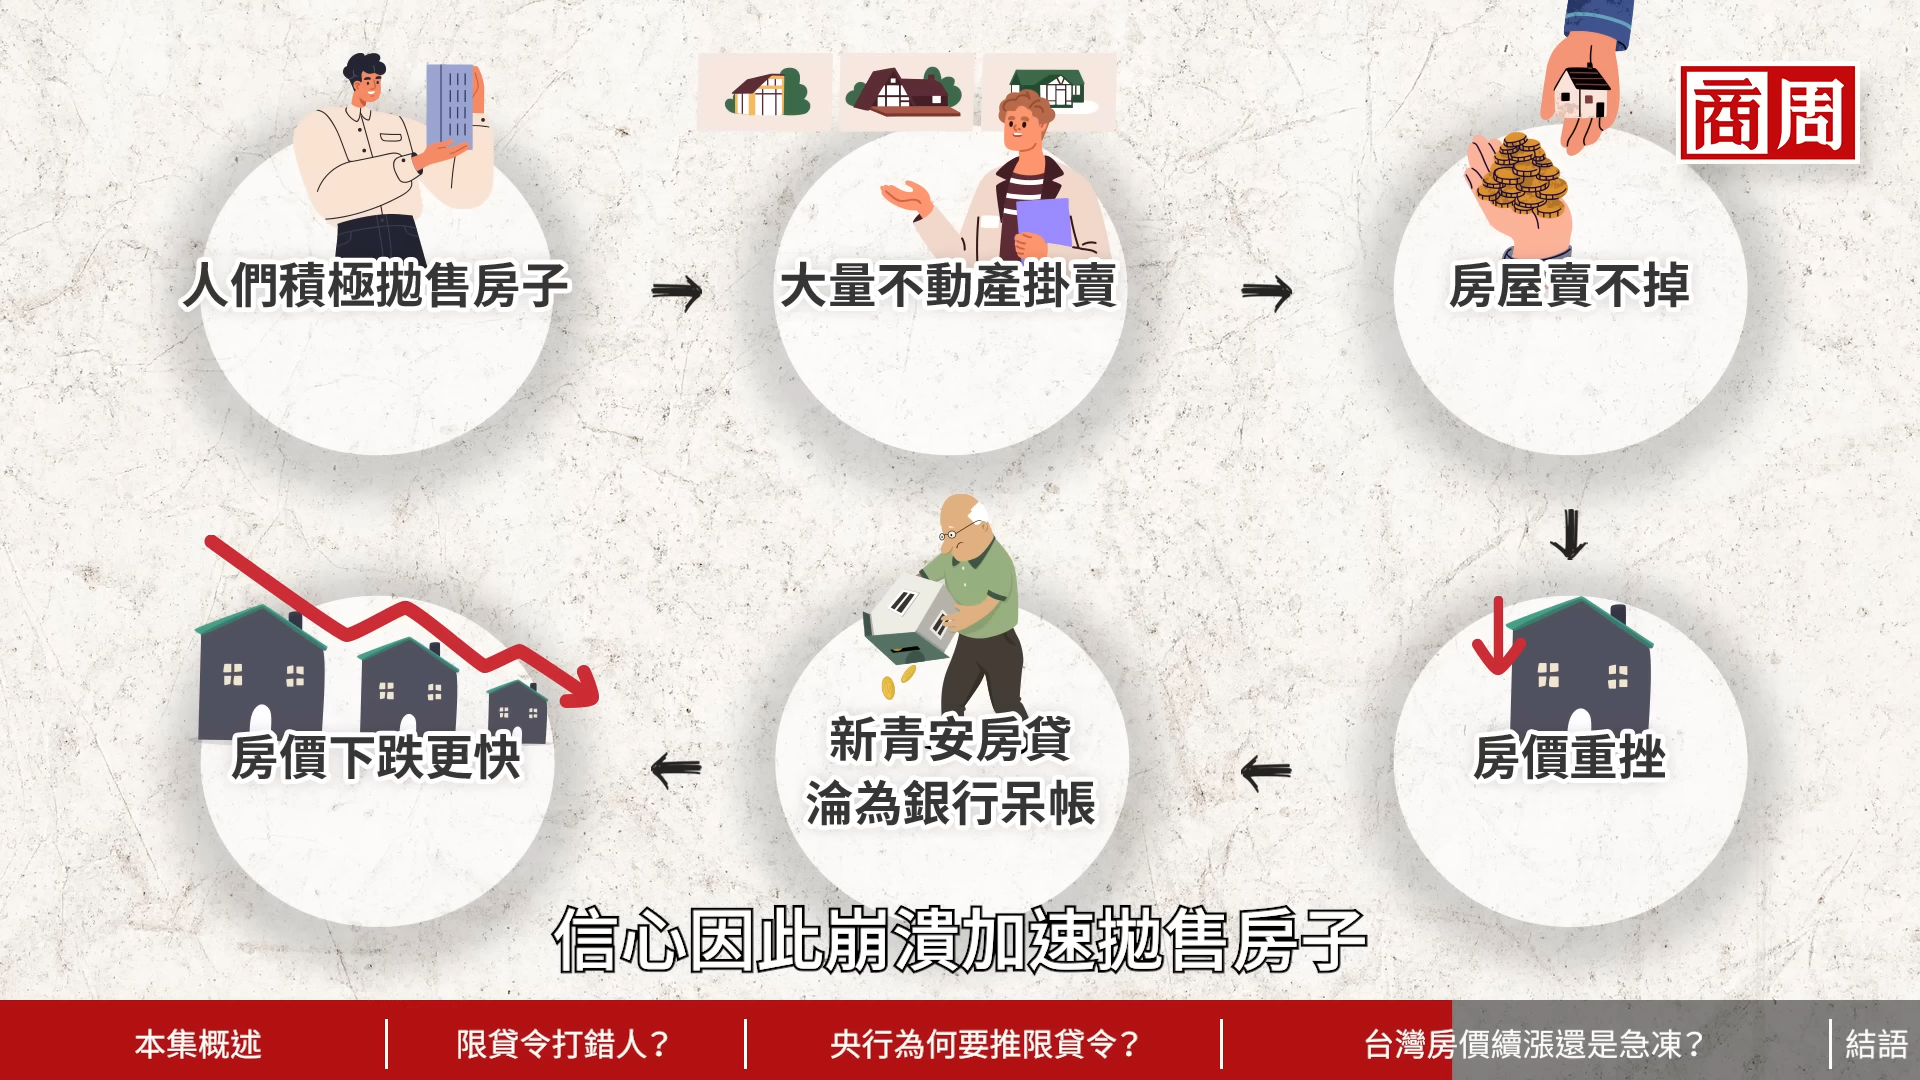 商周
人們積極拋售房子
大量不動產掛賣
房屋賣不掉
房價下跌更快
新青安房貸
淪為銀行呆帳
房價重挫
信心因此崩潰加速拋售房子
本集概述
限貸令打錯人？
央行為何要推限貸令？
台灣房價續漲還是急凍？
結語